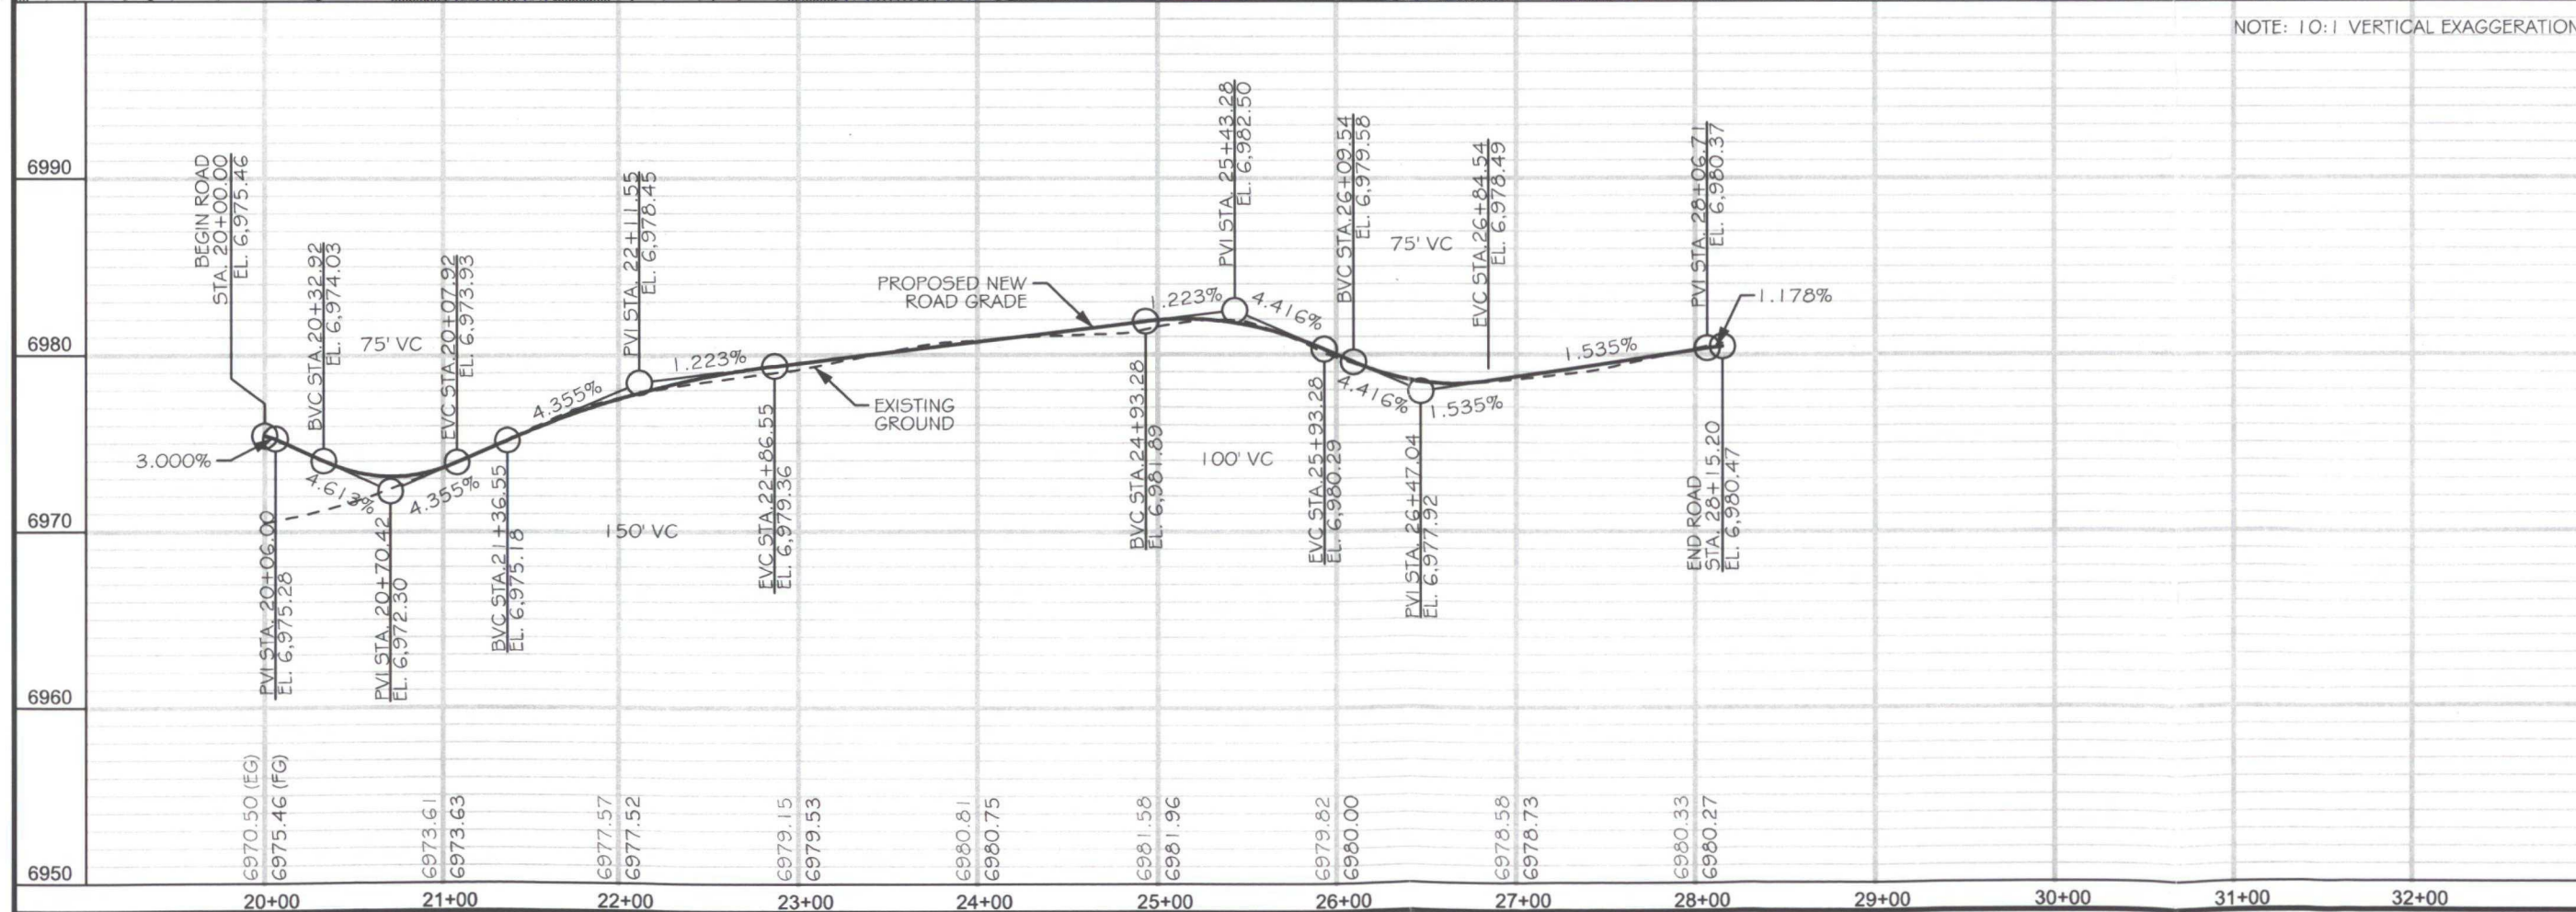 NOTE: 10:1 VERTICAL EXAGGERATION
6990
6980
6970
6960
6950
BEGIN ROAD
STA. 20+00.00
EL. 6,975.46
3.000%
PVI STA. 20+06.00
EL. 6,975.28
BVC STA.20+32.92
EL. 6,974.03
75' VC
4.613%
4.355%
PVI STA. 20+70.42
EL. 6,972.30
EVC STA.20+07.92
EL. 6,973.93
BVC STA.21+36.55
EL. 6,975.18
4.355%
PVI STA. 22+11.55
EL. 6,978.45
1.223%
150' VC
EVC STA.22+86.55
EL. 6,979.36
EXISTING
GROUND
PROPOSED NEW
ROAD GRADE
BVC STA.24+93.28
EL. 6,981.89
1.223%
PVI STA. 25+43.28
EL. 6,982.50
4.416%
100' VC
EVC STA.25+93.28
EL. 6,980.29
BVC STA.26+09.54
EL. 6,979.58
75' VC
4.416%
1.535%
PVI STA. 26+47.04
EL. 6,977.92
EVC STA.26+84.54
EL. 6,978.49
1.535%
PVI STA. 28+06.71
EL. 6,980.37
1.178%
END ROAD
STA. 28+15.20
EL. 6,980.47
6970.50 (EG)
6975.46 (FG)
6973.61
6973.63
6977.57
6977.52
6979.15
6979.53
6980.81
6980.75
6981.58
6981.96
6979.82
6980.00
6978.58
6978.73
6980.33
6980.27
20+00
21+00
22+00
23+00
24+00
25+00
26+00
27+00
28+00
29+00
30+00
31+00
32+00